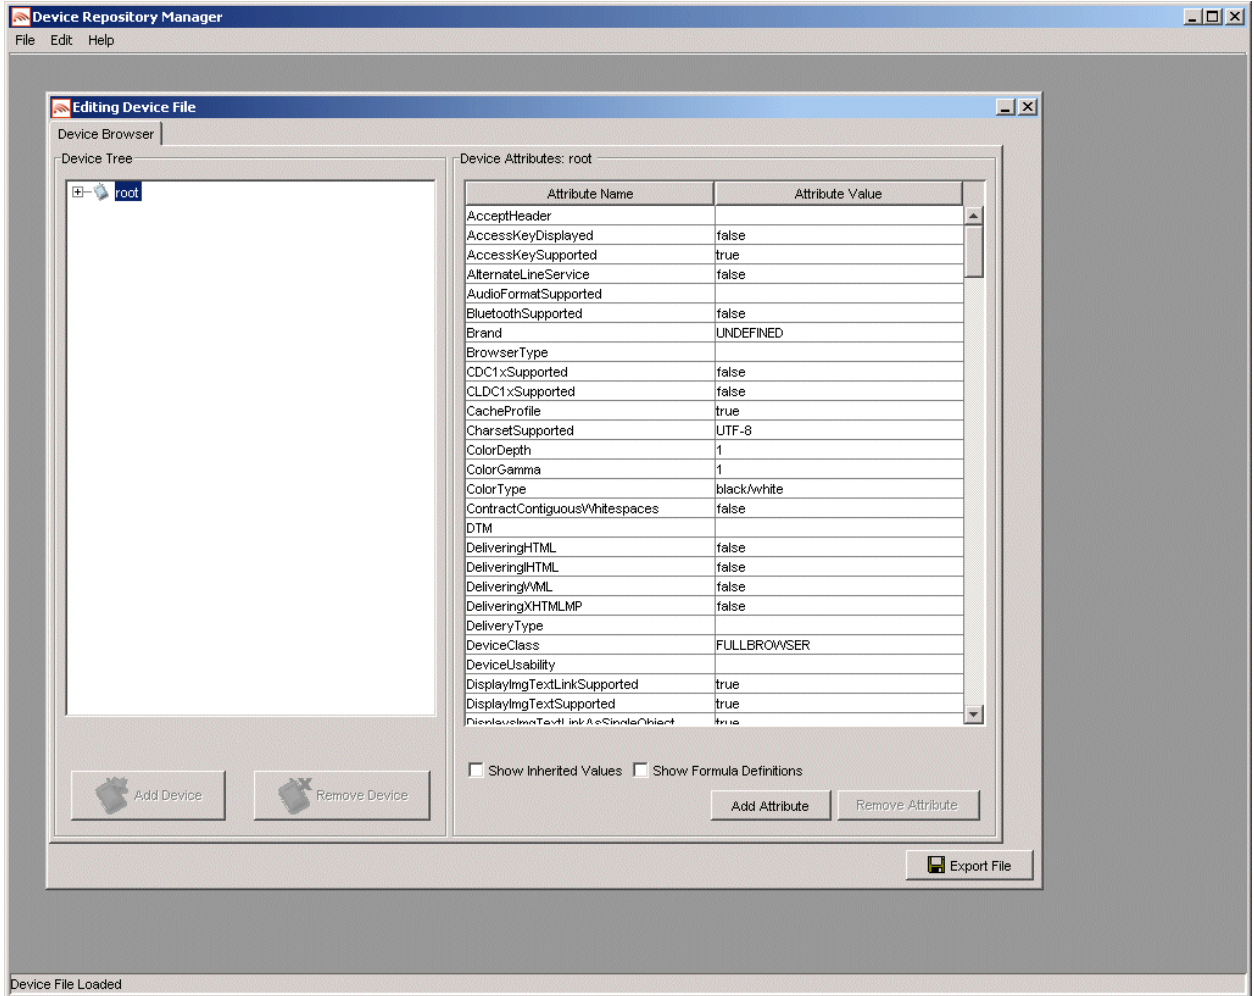 Device Repository Manager
File Edit Help
Editing Device File
Device Browser
Device Tree
root
Add Device
Remove Device
Device Attributes: root
Attribute Name Attribute Value
AcceptHeader
AccessKeyDisplayed false
AccessKeySupported true
AlternateLineService false
AudioFormatSupported
BluetoothSupported false
Brand UNDEFINED
BrowserType
CDC1xSupported false
CLDC1xSupported false
CacheProfile true
CharsetSupported UTF-8
ColorDepth 1
ColorGamma 1
ColorType black/white
ContractContiguousWhitespaces false
DTM
DeliveringHTML false
DeliveringIHTML false
DeliveringWML false
DeliveringXHTMLMP false
DeliveryType
DeviceClass FULLBROWSER
DeviceUsability
DisplayImgTextLinkSupported true
DisplayImgTextSupported true
DisplaysImgTextLinkAsSingleObject true
Show Inherited Values Show Formula Definitions
Add Attribute Remove Attribute
Export File
Device File Loaded